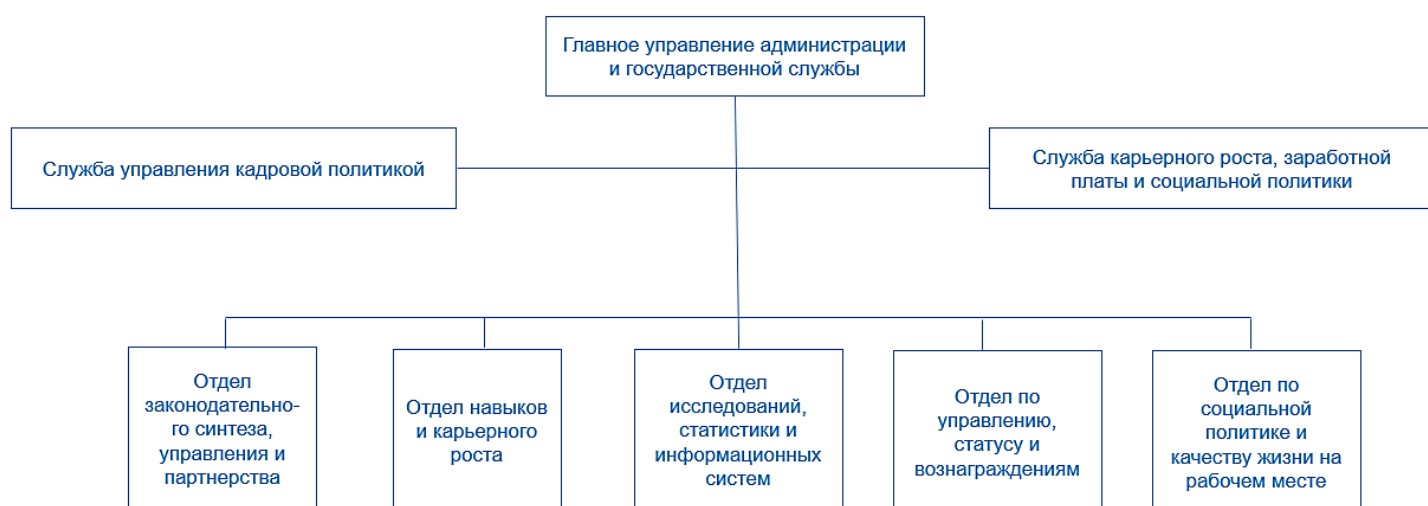 Главное управление администрации
и государственной службы
Служба управления кадровой политикой
Служба карьерного роста, заработной
платы и социальной политики
Отдел
законодательно-
го синтеза,
управления и
партнерства
Отдел навыков
и карьерного
роста
Отдел
исследований,
статистики и
информационных
систем
Отдел по
управлению,
статусу и
вознаграждениям
Отдел по
социальной
политике и
качеству жизни на
рабочем месте